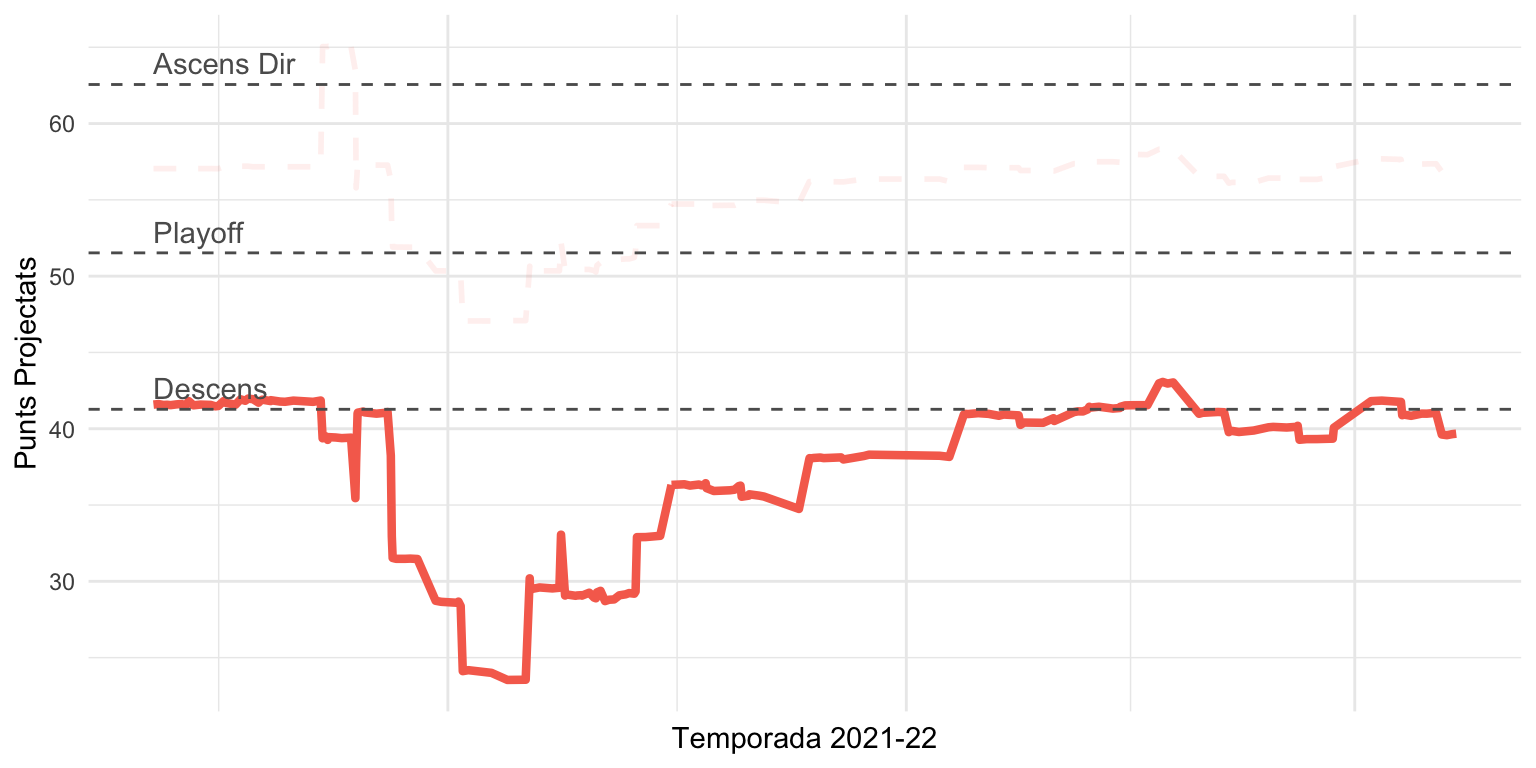 Ascens Dir
60
Playoff
50
Descens
40
30
Punts Projectats
Temporada 2021-22